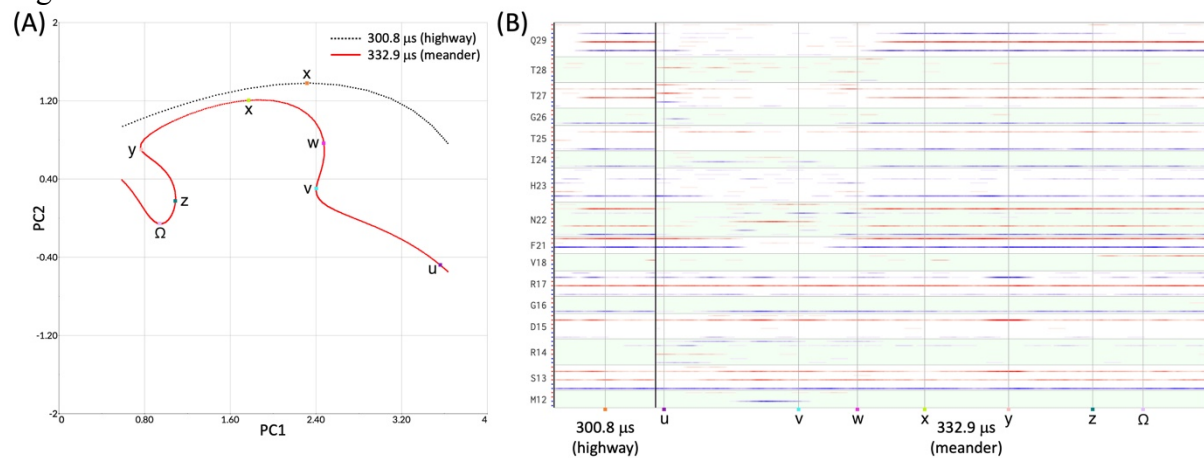 (A)
2
1.20
0.40
-0.40
-1.20
-2
PC2
0
0.80
1.60
2.40
3.20
4
PC1
300.8 μs (highway)
332.9 μs (meander)
x
x
w
y
v
z
Ω
u
(B)
Q29
T28
T27
G26
T25
I24
H23
N22
F21
V18
R17
G16
D15
R14
S13
M12
u
v
w
x
y
z
Ω
300.8 μs
(highway)
332.9 μs
(meander)